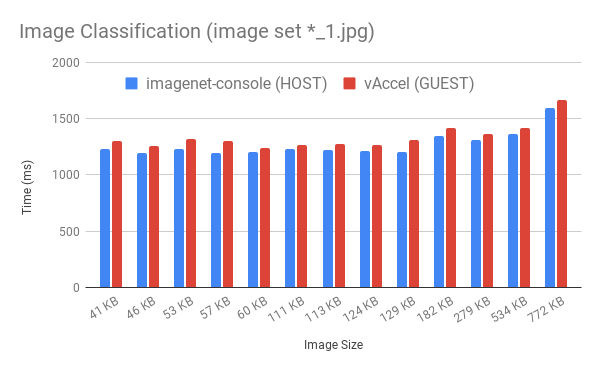 Image Classification (image set *_1.jpg)
imagenet-console (HOST) vAccel (GUEST)
2000
1500
1000
500
0
Time (ms)
41 KB 46 KB 53 KB 57 KB 60 KB 111 KB 113 KB 124 KB 129 KB 182 KB 279 KB 534 KB 772 KB
Image Size